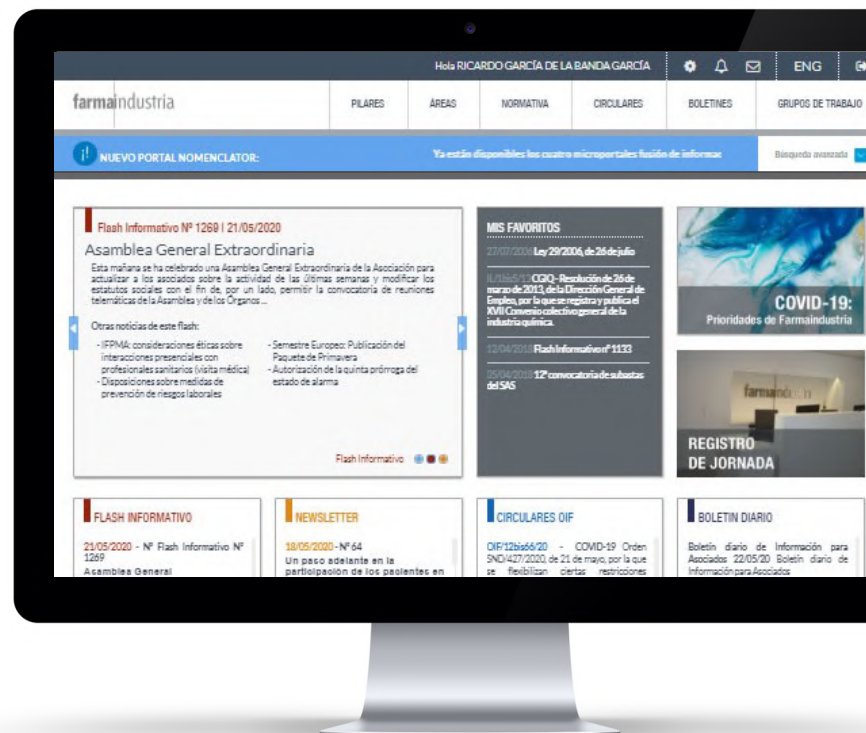 Hola RICARDO GARCÍA DE LA BANDA GARCÍA
ENG
farmaindustria
PILARES
ÁREAS
NORMATIVA
CIRCULARES
BOLETINES
GRUPOS DE TRABAJO
NUEVO PORTAL NOMENCLATOR:
Ya están disponibles los cuatro microportales fusión de informac
Búsqueda avanzada
Flash Informativo Nº 1269 | 21/05/2020
Asamblea General Extraordinaria
Esta mañana se ha celebrado una Asamblea General Extraordinaria de la Asociación para
actualizar a los asociados sobre la actividad de las últimas semanas y modificar los
estatutos sociales con el fin de, por un lado, permitir la convocatoria de reuniones
telemáticas de la Asamblea y de los Órganos ...
Otras noticias de este flash:
- IFPMA: consideraciones éticas sobre
interacciones presenciales con
profesionales sanitarios (visita médica)
- Disposiciones sobre medidas de
prevención de riesgos laborales
- Semestre Europeo: Publicación del
Paquete de Primavera
- Autorización de la quinta prórroga del
estado de alarma
Flash Informativo
MIS FAVORITOS
27/07/2006 Ley 29/2006, de 26 de julio
CGIQ - Resolución de 26 de
marzo de 2013, de la Dirección General de
Empleo, por la que se registra y publica el
XVII Convenio colectivo general de la
industria química.
12/04/2018 Flash Informativo nº 1133
05/04/2018 12ª convocatoria de subastas
del SAS
COVID-19:
Prioridades de Farmaindustria
farmaindustria
REGISTRO
DE JORNADA
FLASH INFORMATIVO
21/05/2020 - Nº Flash Informativo Nº
1269
Asamblea General
NEWSLETTER
18/05/2020 - Nº 64
Un paso adelante en la
participación de los pacientes en
CIRCULARES OIF
OIF/12bis66/20 - COVID-19 Orden
SND/427/2020, de 21 de mayo, por la que
se flexibilizan ciertas restricciones
BOLETIN DIARIO
Boletín diario de Información para
Asociados 22/05/20 Boletín diario de
Información para Asociados